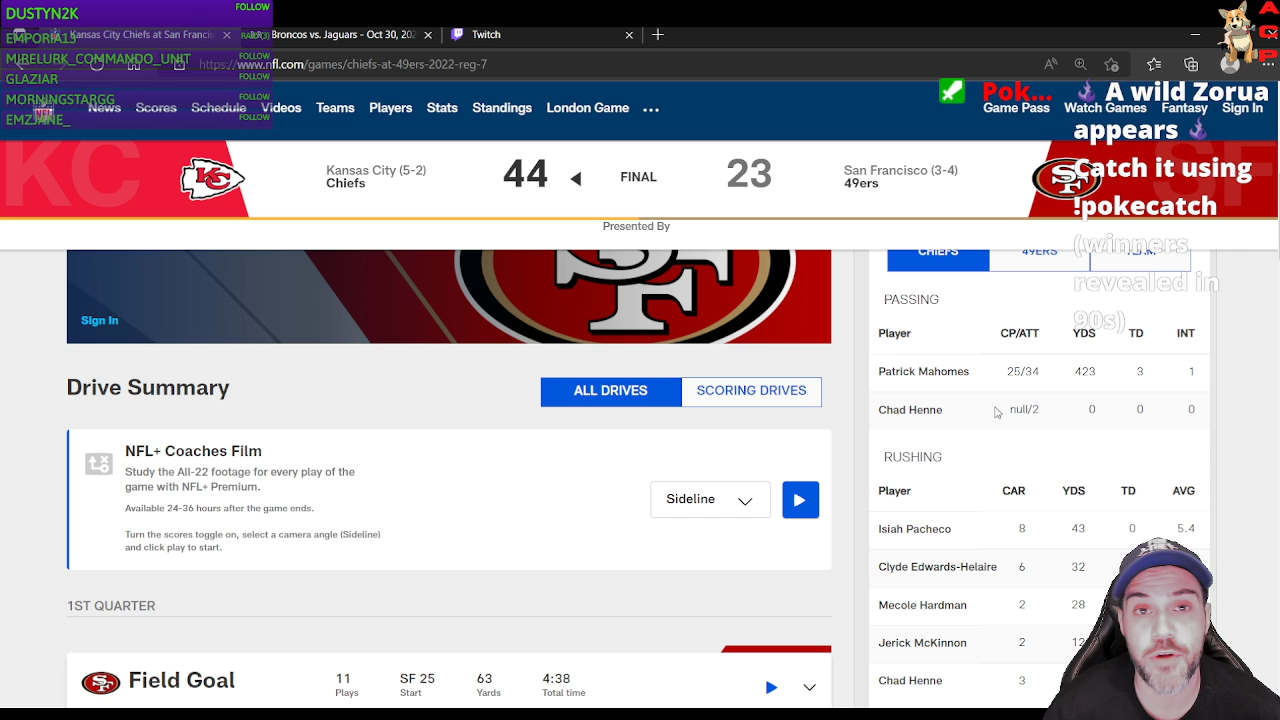 DUSTYN2K FOLLOW
EMPORIA13 RAID(3)
MIRELURK_COMMANDO_UNIT FOLLOW
GLAZIAR FOLLOW
MORNINGSTARGG FOLLOW
EMZJANE_ FOLLOW
Kansas City Chiefs at San Francis
Broncos vs. Jaguars - Oct 30, 202
Twitch
https://www.nfl.com/games/chiefs-at-49ers-2022-reg-7
ACP
News Scores Schedule Videos Teams Players Stats Standings London Game ... Game Pass Watch Games Fantasy Sign In
Pok... A wild Zorua
appears
Catch it using
!pokecatch
(winners
revealed in
90s)
KC
Kansas City (5-2)
Chiefs
44
FINAL
23
San Francisco (3-4)
49ers
SF
Presented By
Sign In
CHIEFS 49ERS TEAM
PASSING
Player CP/ATT YDS TD INT
Patrick Mahomes 25/34 423 3 1
Chad Henne null/2 0 0 0
RUSHING
Player CAR YDS TD AVG
Isiah Pacheco 8 43 0 5.4
Clyde Edwards-Helaire 6 32
Mecole Hardman 2 28
Jerick McKinnon 2 12
Chad Henne 3
Drive Summary
ALL DRIVES SCORING DRIVES
NFL+ Coaches Film
Study the All-22 footage for every play of the
game with NFL+ Premium.
Available 24-36 hours after the game ends.
Turn the scores toggle on, select a camera angle (Sideline)
and click play to start.
Sideline
1ST QUARTER
Field Goal
11 SF 25 63 4:38
Plays Start Yards Total time